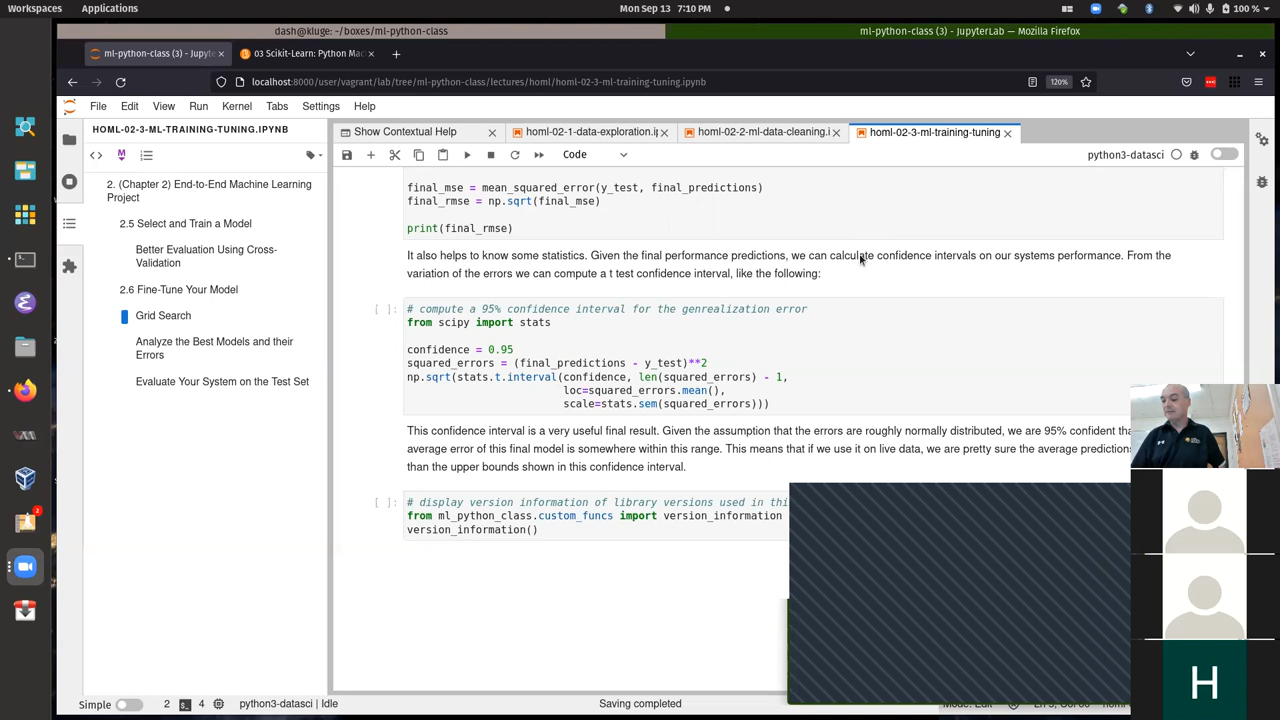 Workspaces Applications Mon Sep 13 7:10 PM 100 %
dash@kluge: ~/boxes/ml-python-class ml-python-class (3) - JupyterLab — Mozilla Firefox
ml-python-class (3) - Jupyte 03 Scikit-Learn: Python Mac
localhost:8000/user/vagrant/lab/tree/ml-python-class/lectures/homl/homl-02-3-ml-training-tuning.ipynb 120%
File Edit View Run Kernel Tabs Settings Help
HOML-02-3-ML-TRAINING-TUNING.IPYNB
Show Contextual Help homl-02-1-data-exploration.ip homl-02-2-ml-data-cleaning.i homl-02-3-ml-training-tuning
Code python3-datasci
2. (Chapter 2) End-to-End Machine Learning
Project
2.5 Select and Train a Model
Better Evaluation Using Cross-
Validation
2.6 Fine-Tune Your Model
Grid Search
Analyze the Best Models and their
Errors
Evaluate Your System on the Test Set
final_mse = mean_squared_error(y_test, final_predictions)
final_rmse = np.sqrt(final_mse)
print(final_rmse)
It also helps to know some statistics. Given the final performance predictions, we can calculate confidence intervals on our systems performance. From the
variation of the errors we can compute a t test confidence interval, like the following:
[ ]: # compute a 95% confidence interval for the genrealization error
from scipy import stats
confidence = 0.95
squared_errors = (final_predictions - y_test)**2
np.sqrt(stats.t.interval(confidence, len(squared_errors) - 1,
loc=squared_errors.mean(),
scale=stats.sem(squared_errors)))
This confidence interval is a very useful final result. Given the assumption that the errors are roughly normally distributed, we are 95% confident tha
average error of this final model is somewhere within this range. This means that if we use it on live data, we are pretty sure the average predictions
than the upper bounds shown in this confidence interval.
[ ]: # display version information of library versions used in thi
from ml_python_class.custom_funcs import version_information
version_information()
H
Simple 2 4 python3-datasci | Idle Saving completed